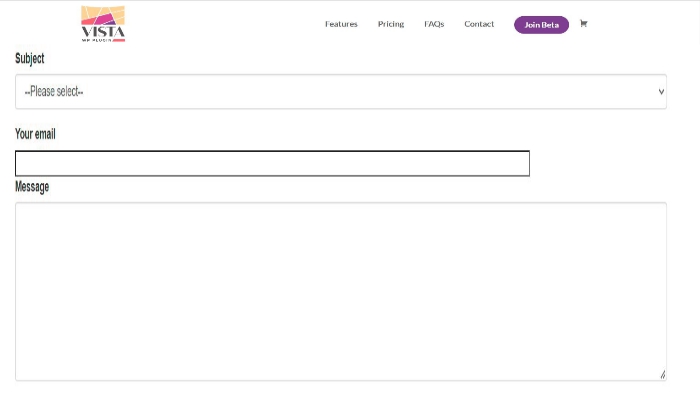 VISTA
WP PLUGIN
Features
Pricing
FAQs
Contact
Join Beta
Subject
--Please select--
Your email
Message